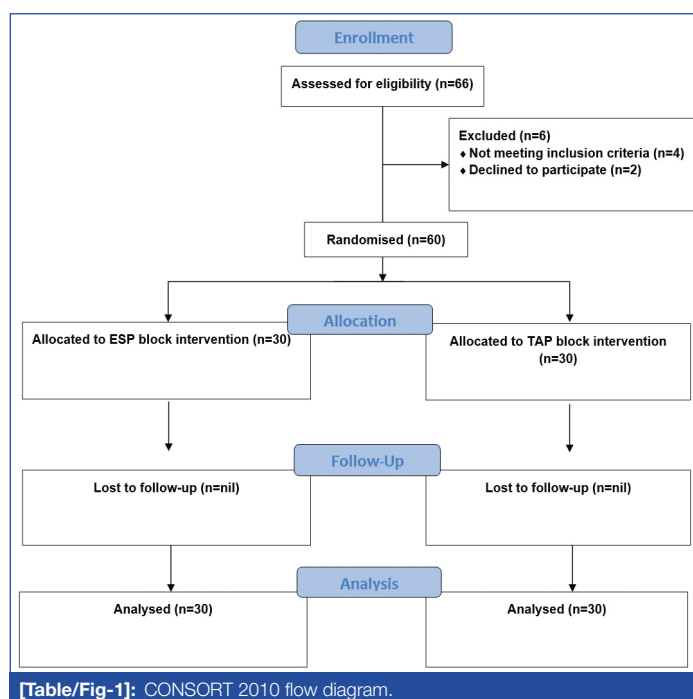 Enrollment
Assessed for eligibility (n=66)
Excluded (n=6)
♦ Not meeting inclusion criteria (n=4)
♦ Declined to participate (n=2)
Randomised (n=60)
Allocation
Allocated to ESP block intervention (n=30)
Allocated to TAP block intervention
(n=30)
Follow-Up
Lost to follow-up (n=nil)
Lost to follow-up (n=nil)
Analysis
Analysed (n=30)
Analysed (n=30)
[Table/Fig-1]: CONSORT 2010 flow diagram.